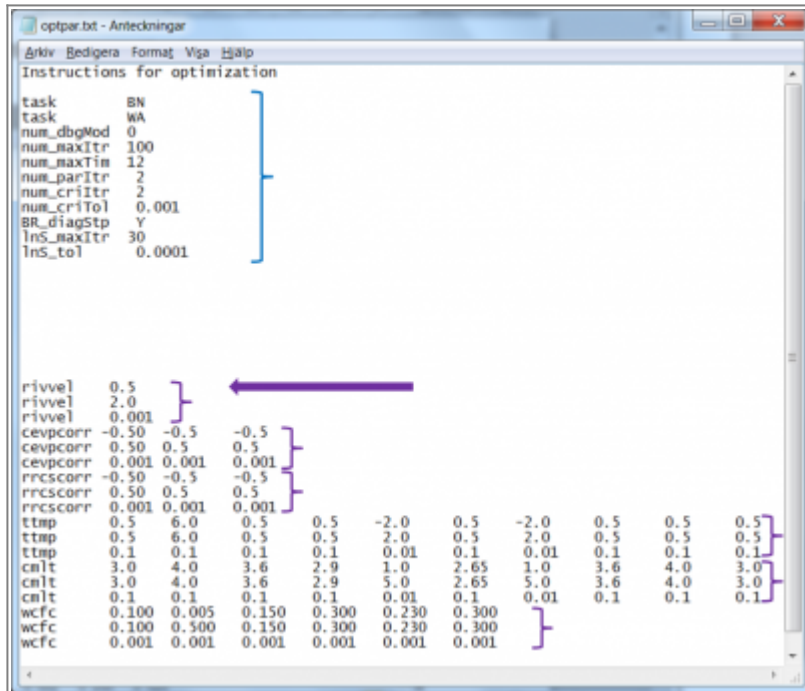 optpar.txt - Anteckningar
Arkiv Redigera Format Visa Hjälp
Instructions for optimization
task BN
task WA
num_dbgMod 0
num_maxItr 100
num_maxTim 12
num_parItr 2
num_criItr 2
num_criTol 0.001
BR_diagStp Y
lnS_maxItr 30
lnS_tol 0.0001
rivvel 0.5
rivvel 2.0
rivvel 0.001
cevpcorr -0.50 -0.5 -0.5
cevpcorr 0.50 0.5 0.5
cevpcorr 0.001 0.001 0.001
rrcscorr -0.50 -0.5 -0.5
rrcscorr 0.50 0.5 0.5
rrcscorr 0.001 0.001 0.001
ttmp 0.5 6.0 0.5 0.5 -2.0 0.5 -2.0 0.5 0.5 0.5
ttmp 0.5 6.0 0.5 0.5 2.0 0.5 2.0 0.5 0.5 0.5
ttmp 0.1 0.1 0.1 0.1 0.01 0.1 0.01 0.1 0.1 0.1
cmlt 3.0 4.0 3.6 2.9 1.0 2.65 1.0 3.6 4.0 3.0
cmlt 3.0 4.0 3.6 2.9 5.0 2.65 5.0 3.6 4.0 3.0
cmlt 0.1 0.1 0.1 0.1 0.01 0.1 0.01 0.1 0.1 0.1
wcfc 0.100 0.005 0.150 0.300 0.230 0.300
wcfc 0.100 0.500 0.150 0.300 0.230 0.300
wcfc 0.001 0.001 0.001 0.001 0.001 0.001